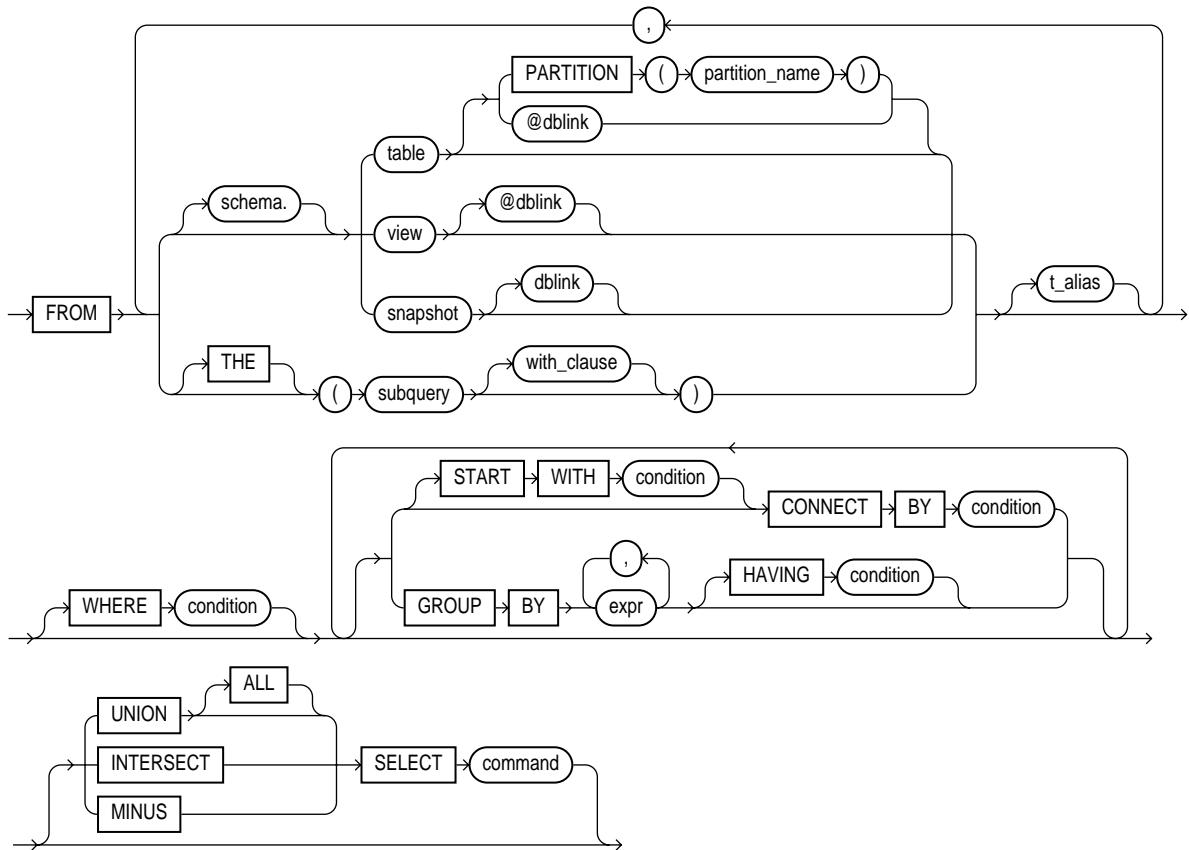 ,
PARTITION ( partition_name )
@dblink
table
schema. @dblink
view
dblink t_alias
FROM snapshot
THE with_clause
( subquery )
START WITH condition
CONNECT BY condition
, HAVING condition
WHERE condition GROUP BY expr
ALL
UNION
INTERSECT SELECT command
MINUS